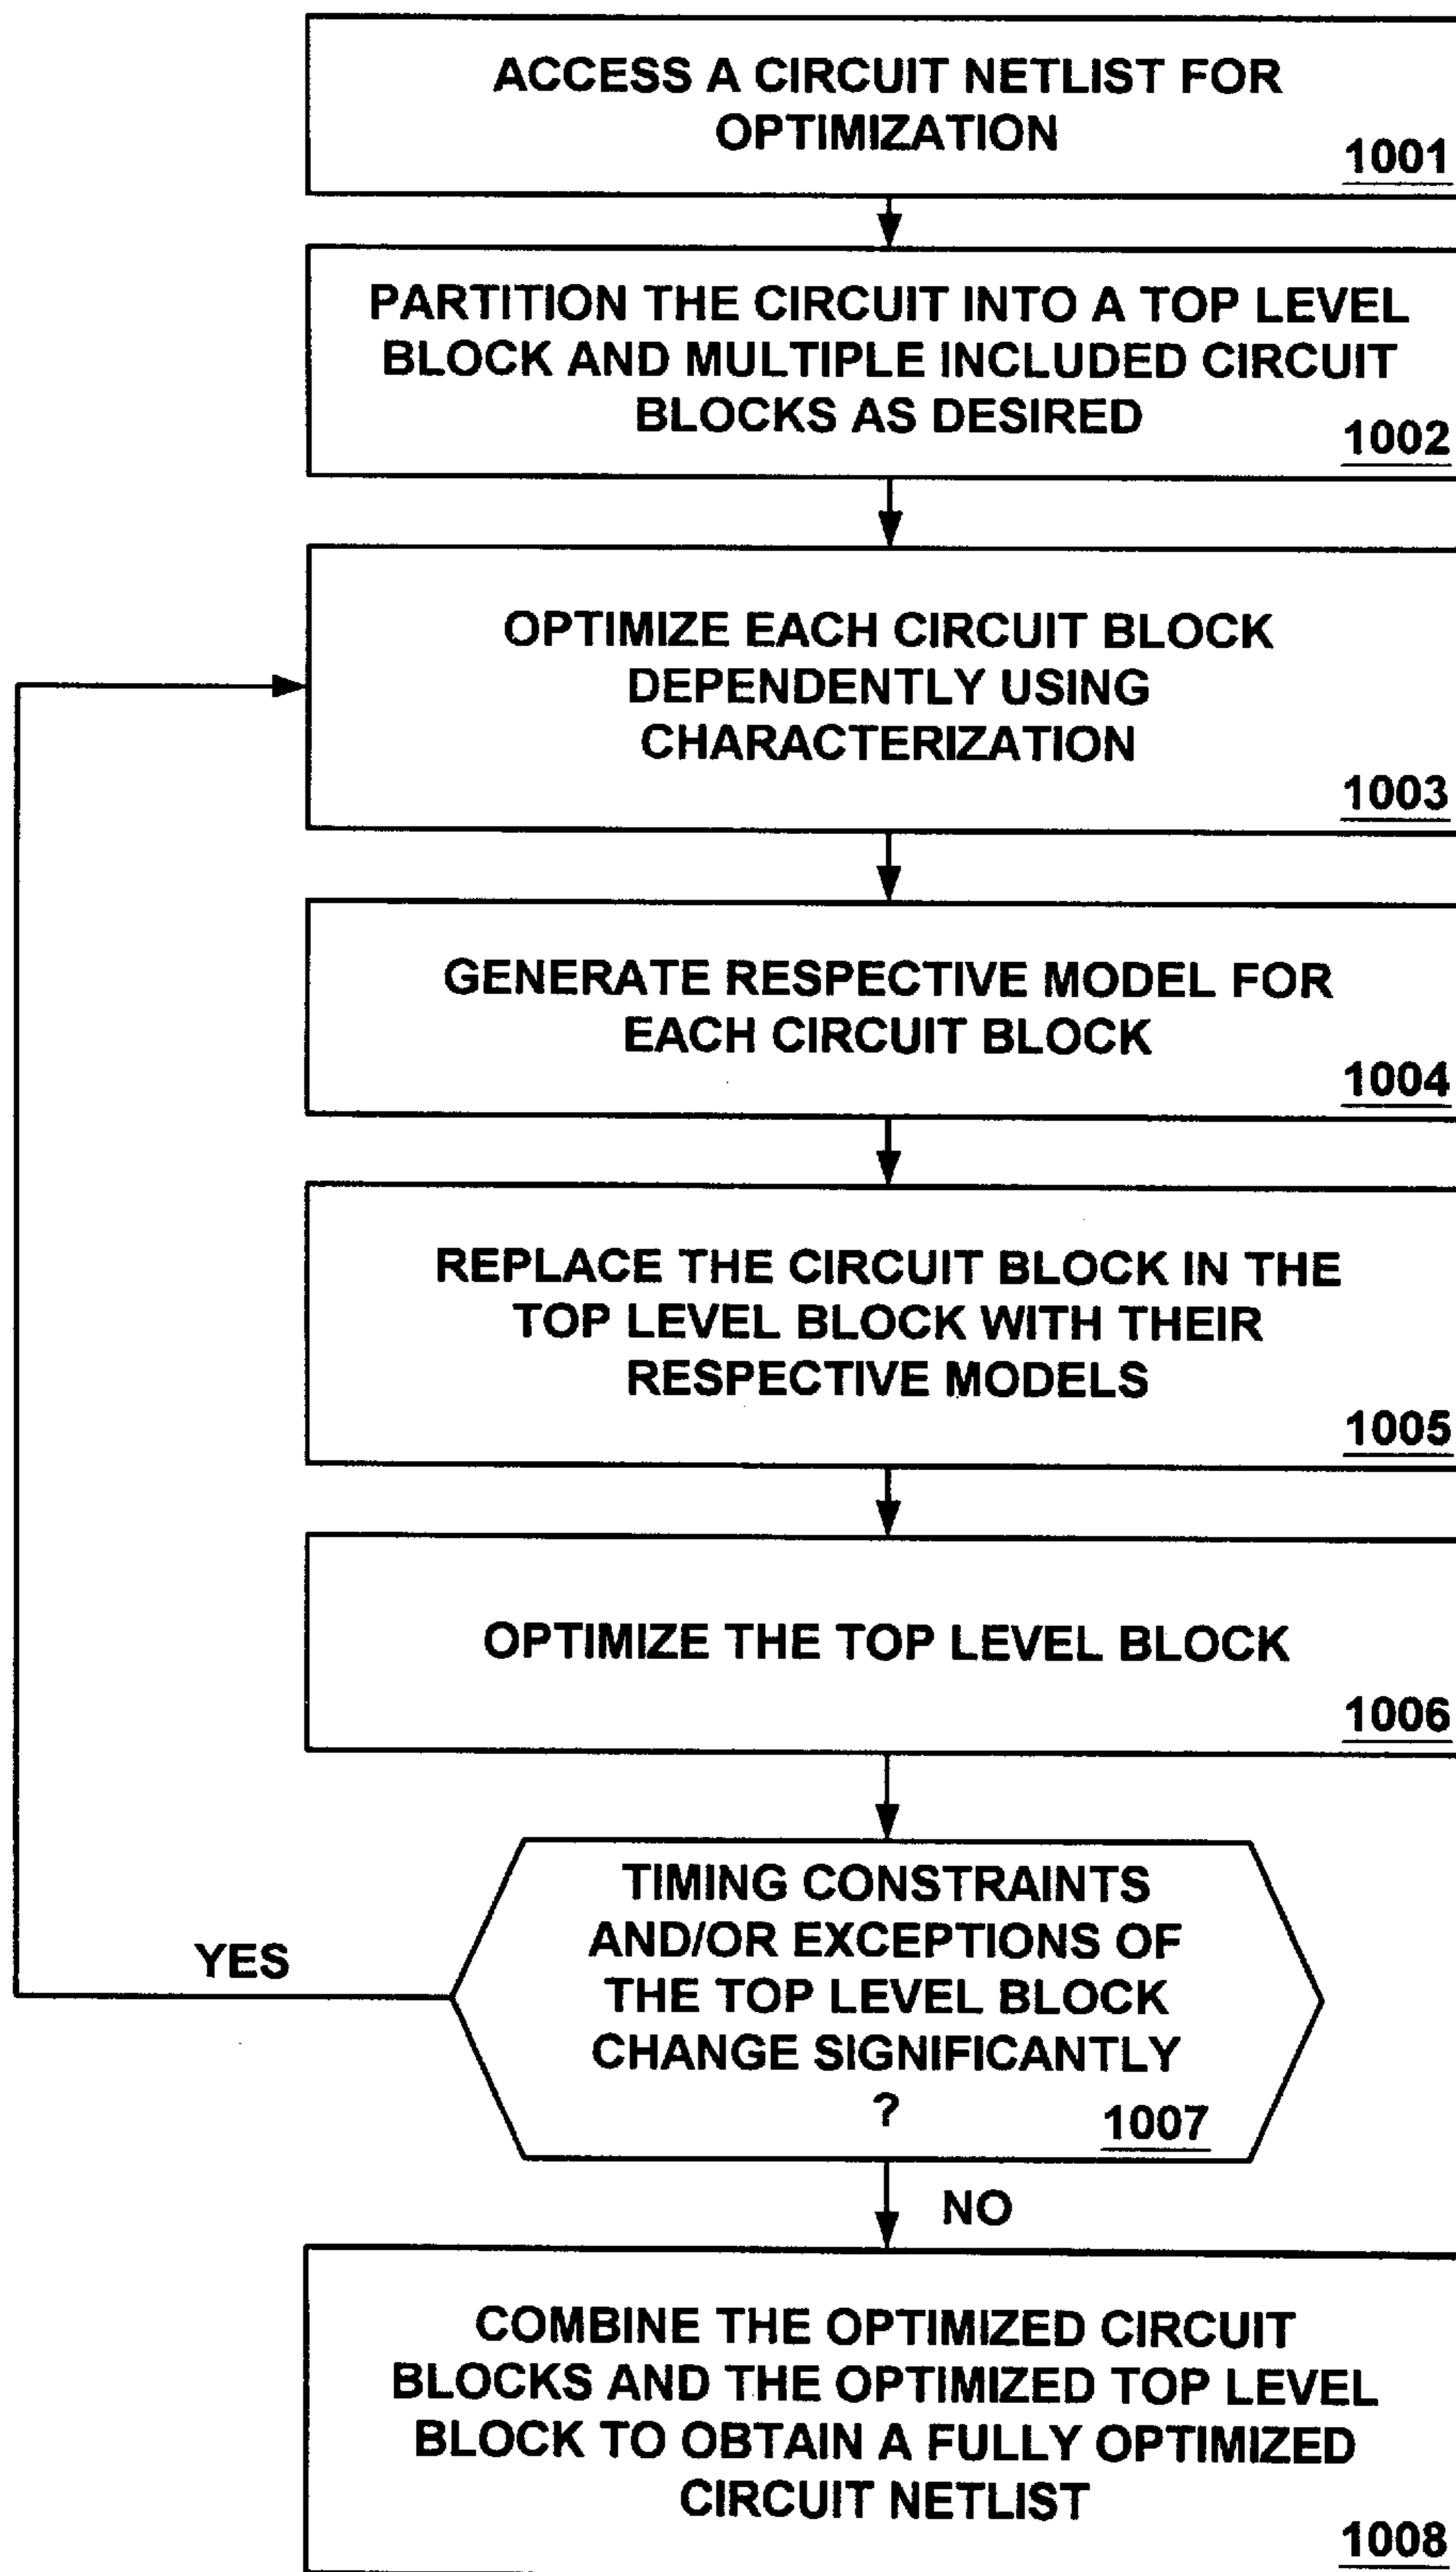 ACCESS A CIRCUIT NETLIST FOR
OPTIMIZATION
1001
PARTITION THE CIRCUIT INTO A TOP LEVEL
BLOCK AND MULTIPLE INCLUDED CIRCUIT
BLOCKS AS DESIRED
1002
OPTIMIZE EACH CIRCUIT BLOCK
DEPENDENTLY USING
CHARACTERIZATION
1003
GENERATE RESPECTIVE MODEL FOR
EACH CIRCUIT BLOCK
1004
REPLACE THE CIRCUIT BLOCK IN THE
TOP LEVEL BLOCK WITH THEIR
RESPECTIVE MODELS
1005
OPTIMIZE THE TOP LEVEL BLOCK
1006
TIMING CONSTRAINTS
AND/OR EXCEPTIONS OF
THE TOP LEVEL BLOCK
CHANGE SIGNIFICANTLY
?
1007
YES
NO
COMBINE THE OPTIMIZED CIRCUIT
BLOCKS AND THE OPTIMIZED TOP LEVEL
BLOCK TO OBTAIN A FULLY OPTIMIZED
CIRCUIT NETLIST
1008